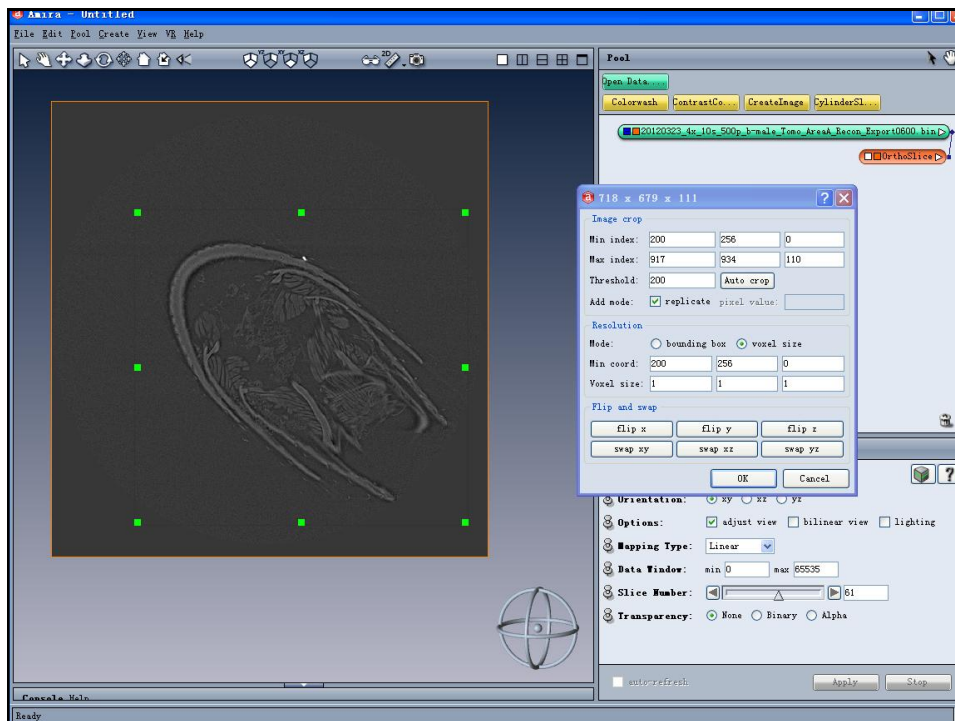 Amira - Untitled
File Edit Pool Create View VR Help
2D
Pool
Open Data...
Colorwash ContrastCo... CreateImage CylinderSl...
20120323_4x_10s_500p_b-male_Tomo_AreaA_Recon_Export0600.bin
OrthoSlice
718 x 679 x 111
Image crop
Min index: 200 256 0
Max index: 917 934 110
Threshold: 200 Auto crop
Add mode: replicate pixel value:
Resolution
Mode: bounding box voxel size
Min coord: 200 256 0
Voxel size: 1 1 1
Flip and swap
flip x flip y flip z
swap xy swap xz swap yz
OK Cancel
Orientation: xy xz yz
Options: adjust view bilinear view lighting
Mapping Type: Linear
Data Window: min 0 max 65535
Slice Number: 61
Transparency: None Binary Alpha
auto-refresh Apply Stop
Console Help
Ready